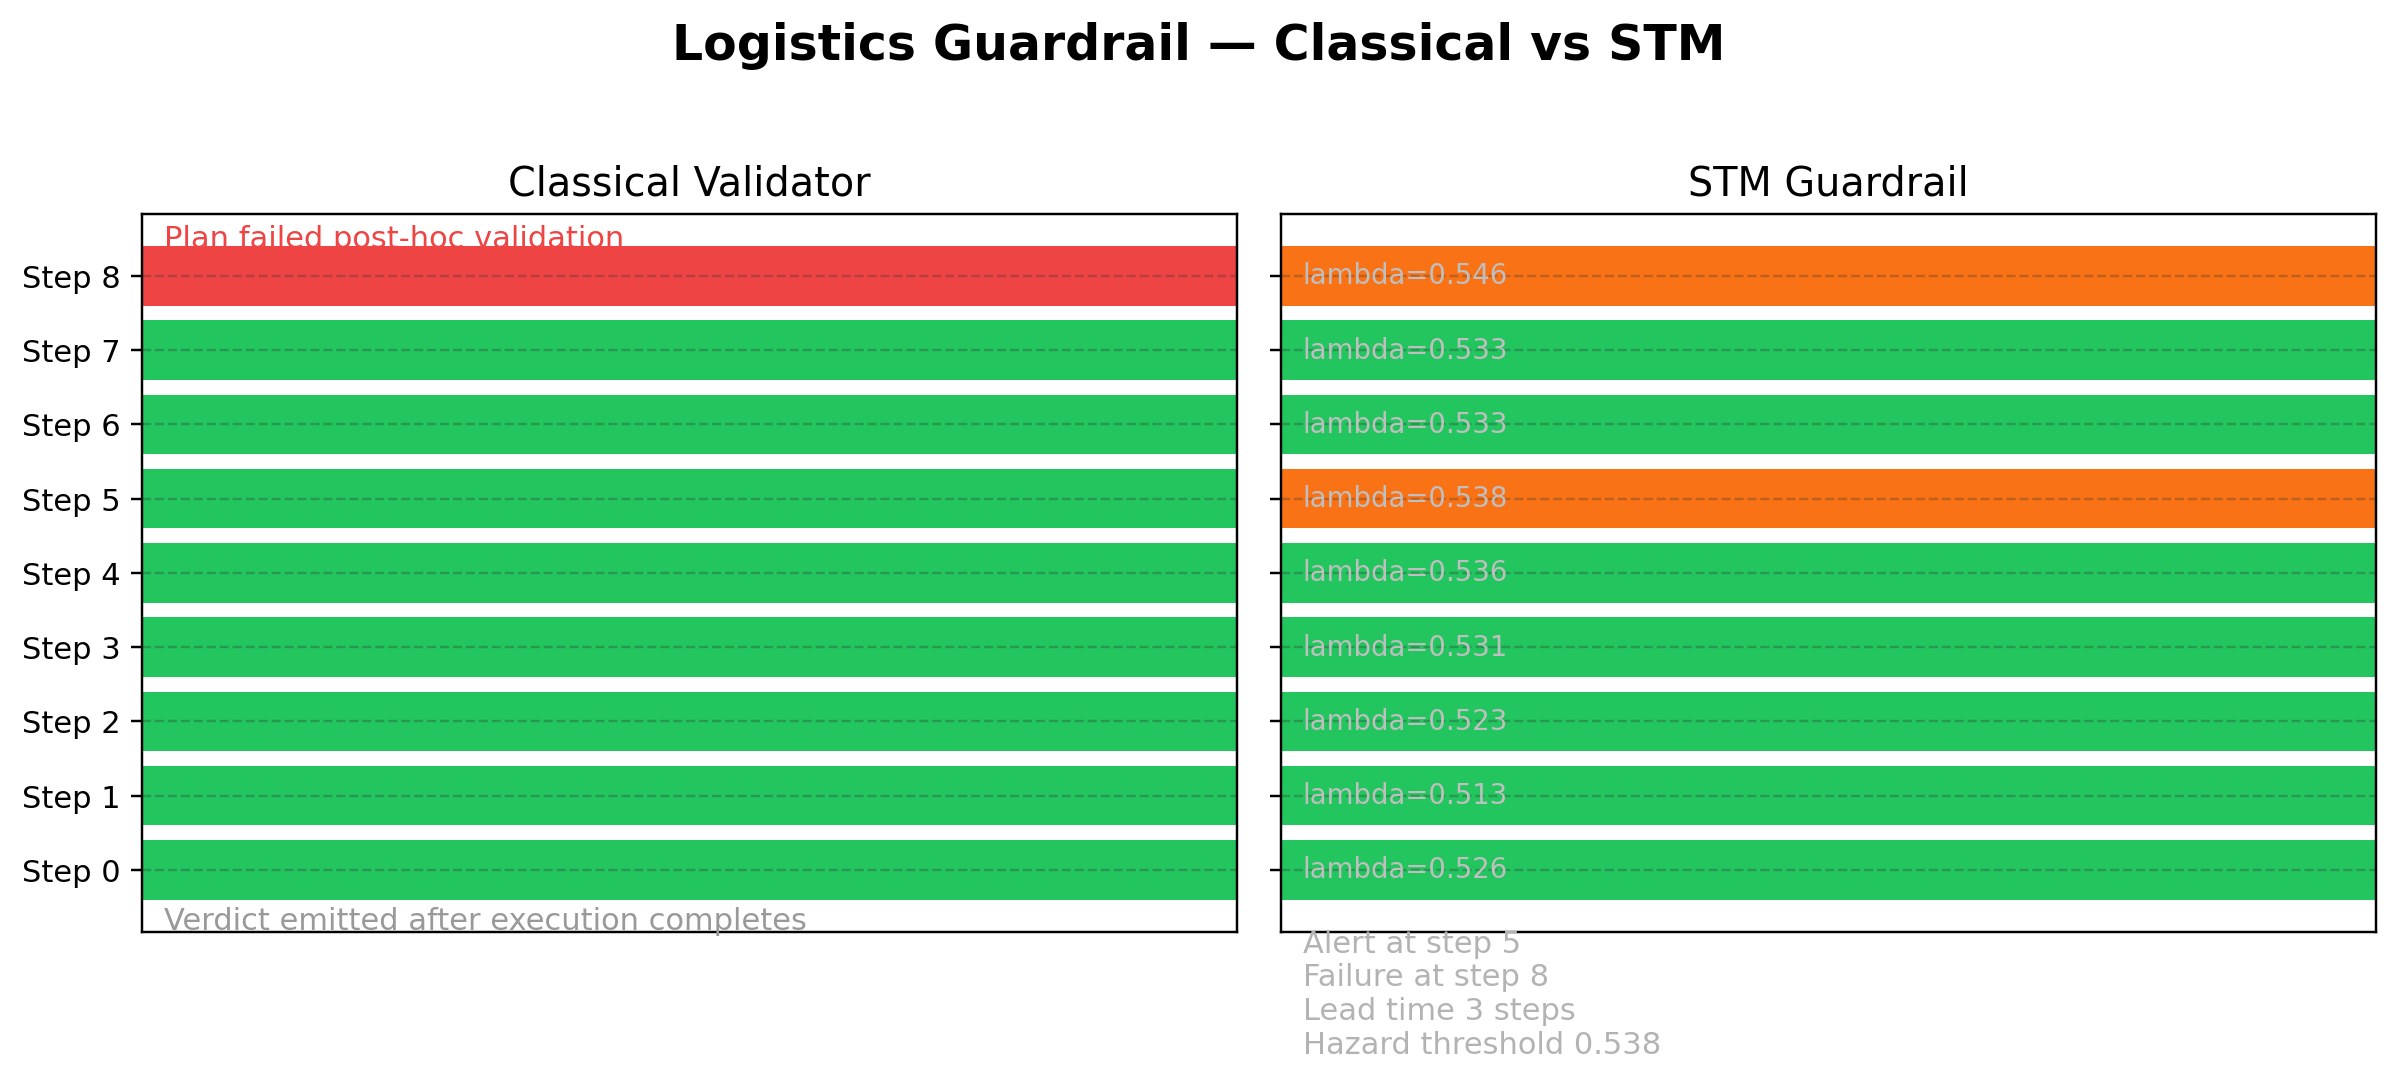 Logistics Guardrail — Classical vs STM
Classical Validator
Plan failed post-hoc validation
Step 8
Step 7
Step 6
Step 5
Step 4
Step 3
Step 2
Step 1
Step 0
Verdict emitted after execution completes
STM Guardrail
lambda=0.546
lambda=0.533
lambda=0.533
lambda=0.538
lambda=0.536
lambda=0.531
lambda=0.523
lambda=0.513
lambda=0.526
Alert at step 5
Failure at step 8
Lead time 3 steps
Hazard threshold 0.538